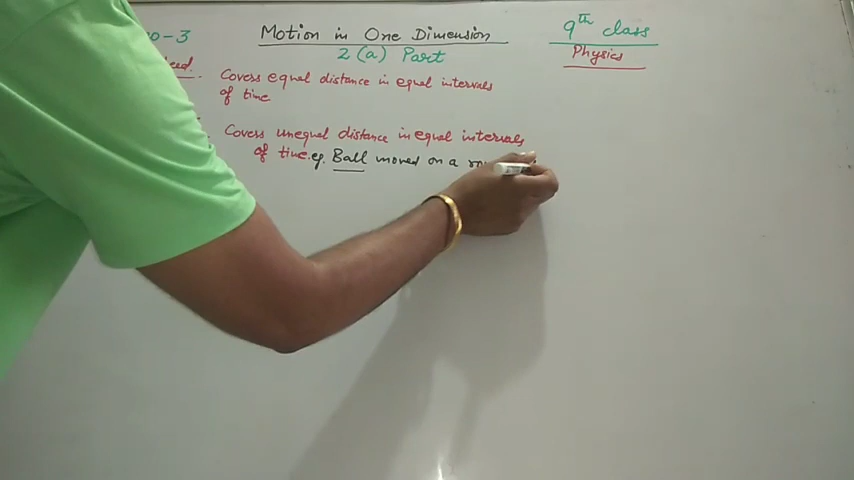 -3
Motion in One Dimension
9th class
2 (a) Part
Physics
Covers equal distance in equal intervals
of time
Covers unequal distance in equal intervals
of time. eg. Ball moved on a